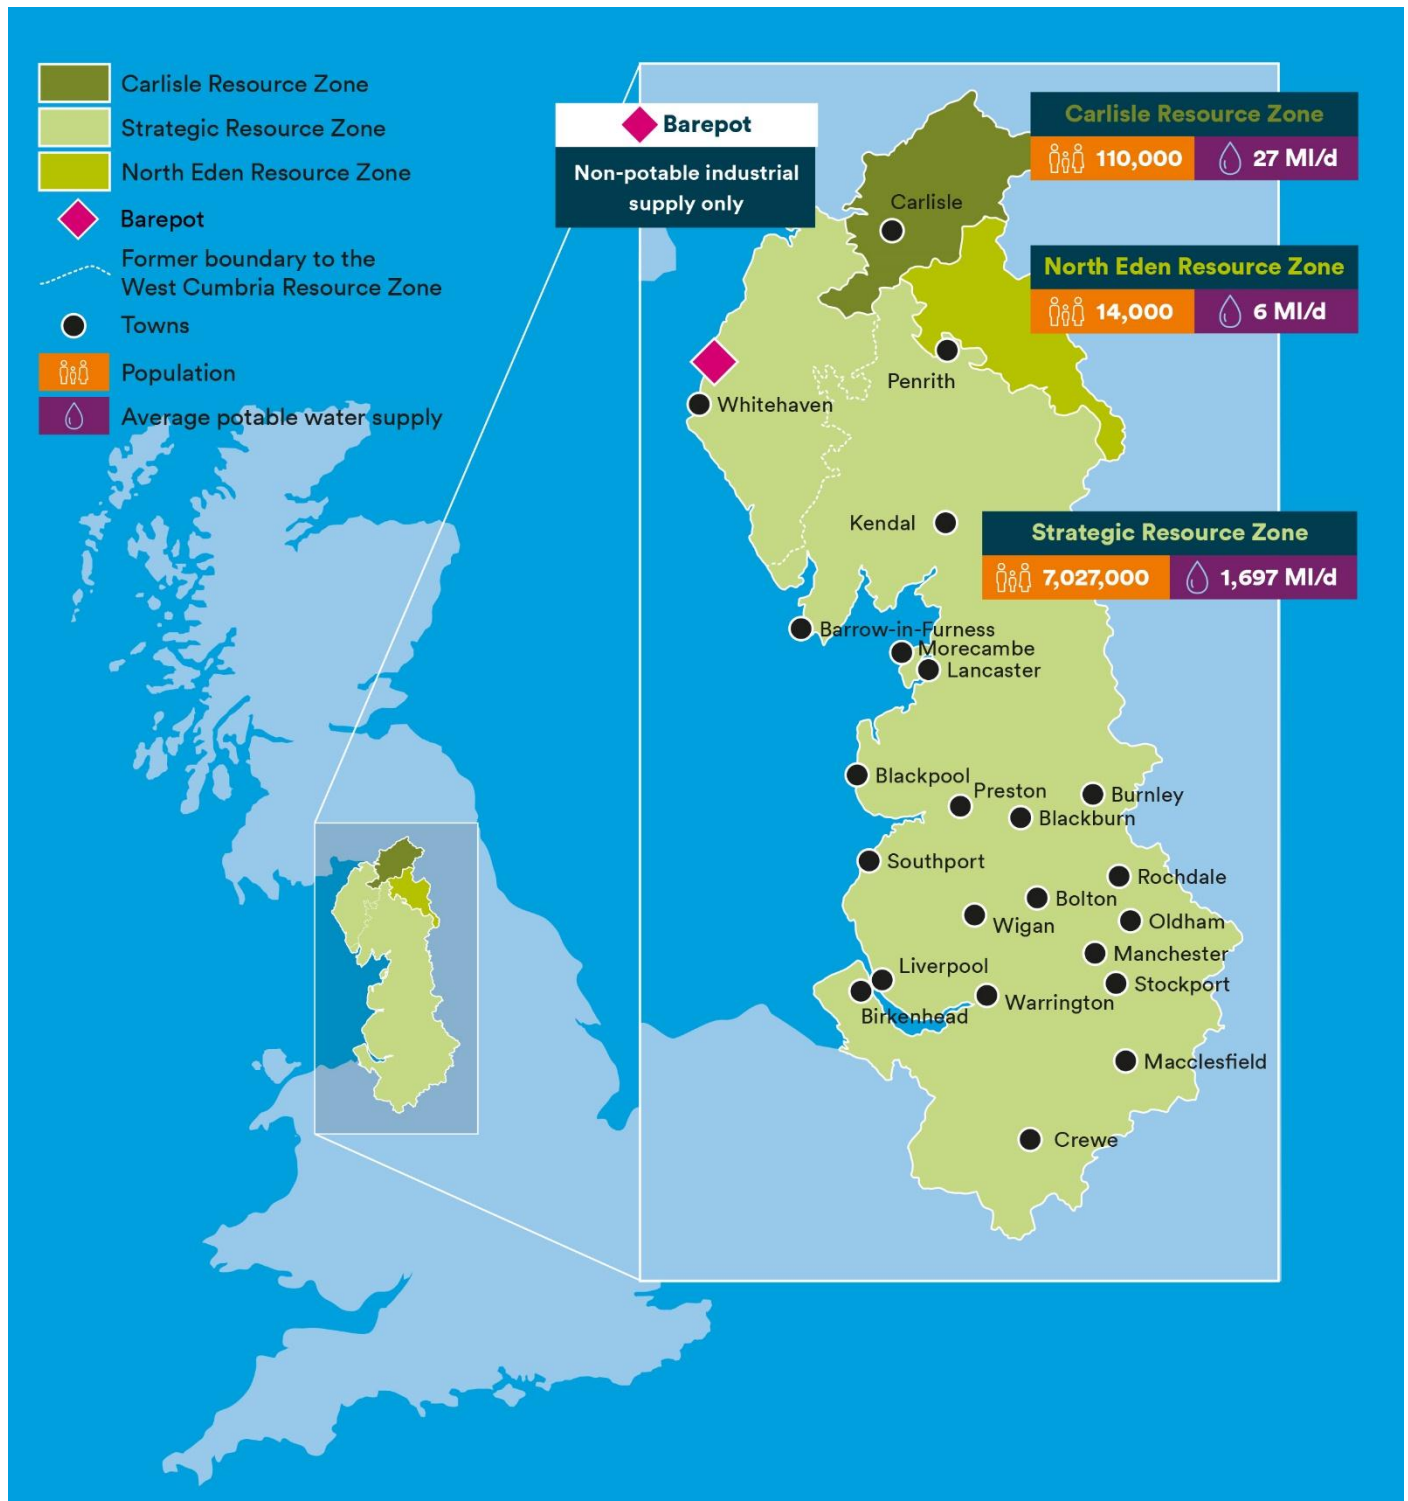 Carlisle Resource Zone
Strategic Resource Zone
North Eden Resource Zone
Barepot
Former boundary to the
West Cumbria Resource Zone
Towns
Population
Average potable water supply
Barepot
Non-potable industrial
supply only
Carlisle Resource Zone
110,000 27 Ml/d
North Eden Resource Zone
14,000 6 Ml/d
Strategic Resource Zone
7,027,000 1,697 Ml/d
Carlisle
Penrith
Whitehaven
Kendal
Barrow-in-Furness
Morecambe
Lancaster
Blackpool
Preston
Burnley
Blackburn
Southport
Rochdale
Bolton
Wigan
Oldham
Manchester
Liverpool
Stockport
Birkenhead
Warrington
Macclesfield
Crewe